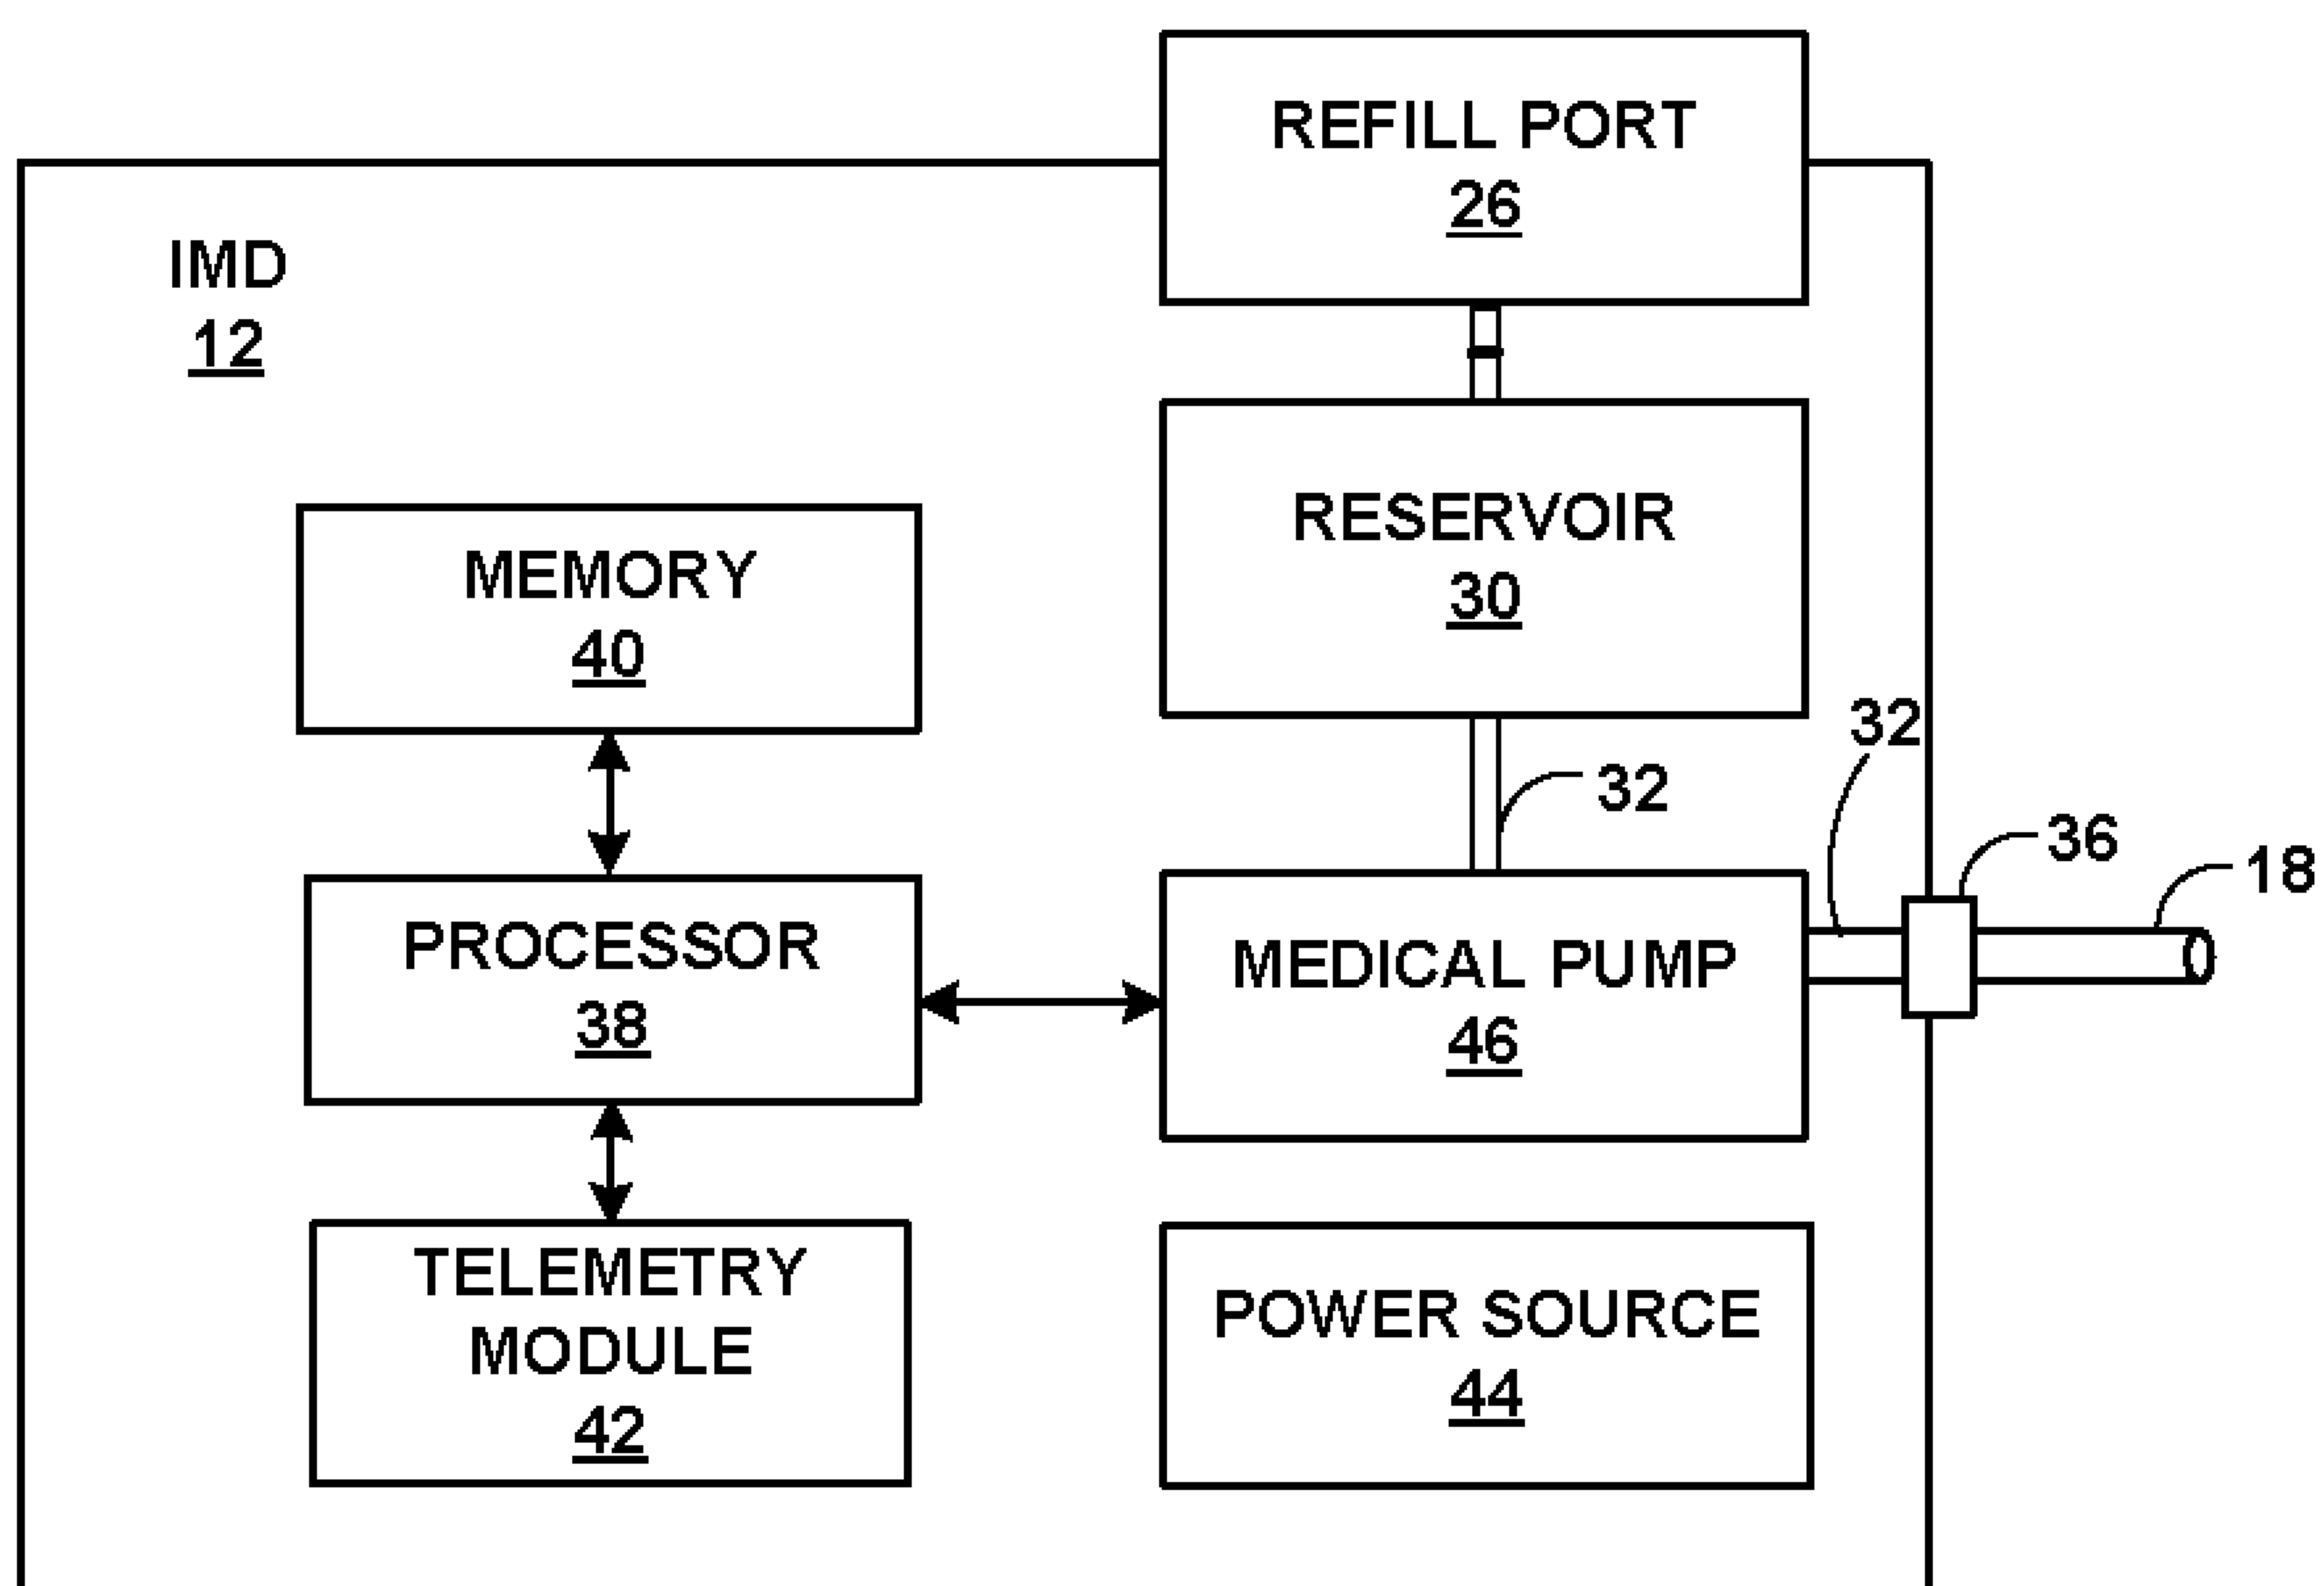 REFILL PORT
26
IMD
12
RESERVOIR
30
MEMORY
40
32
32
36
18
PROCESSOR
38
MEDICAL PUMP
46
TELEMETRY
MODULE
42
POWER SOURCE
44